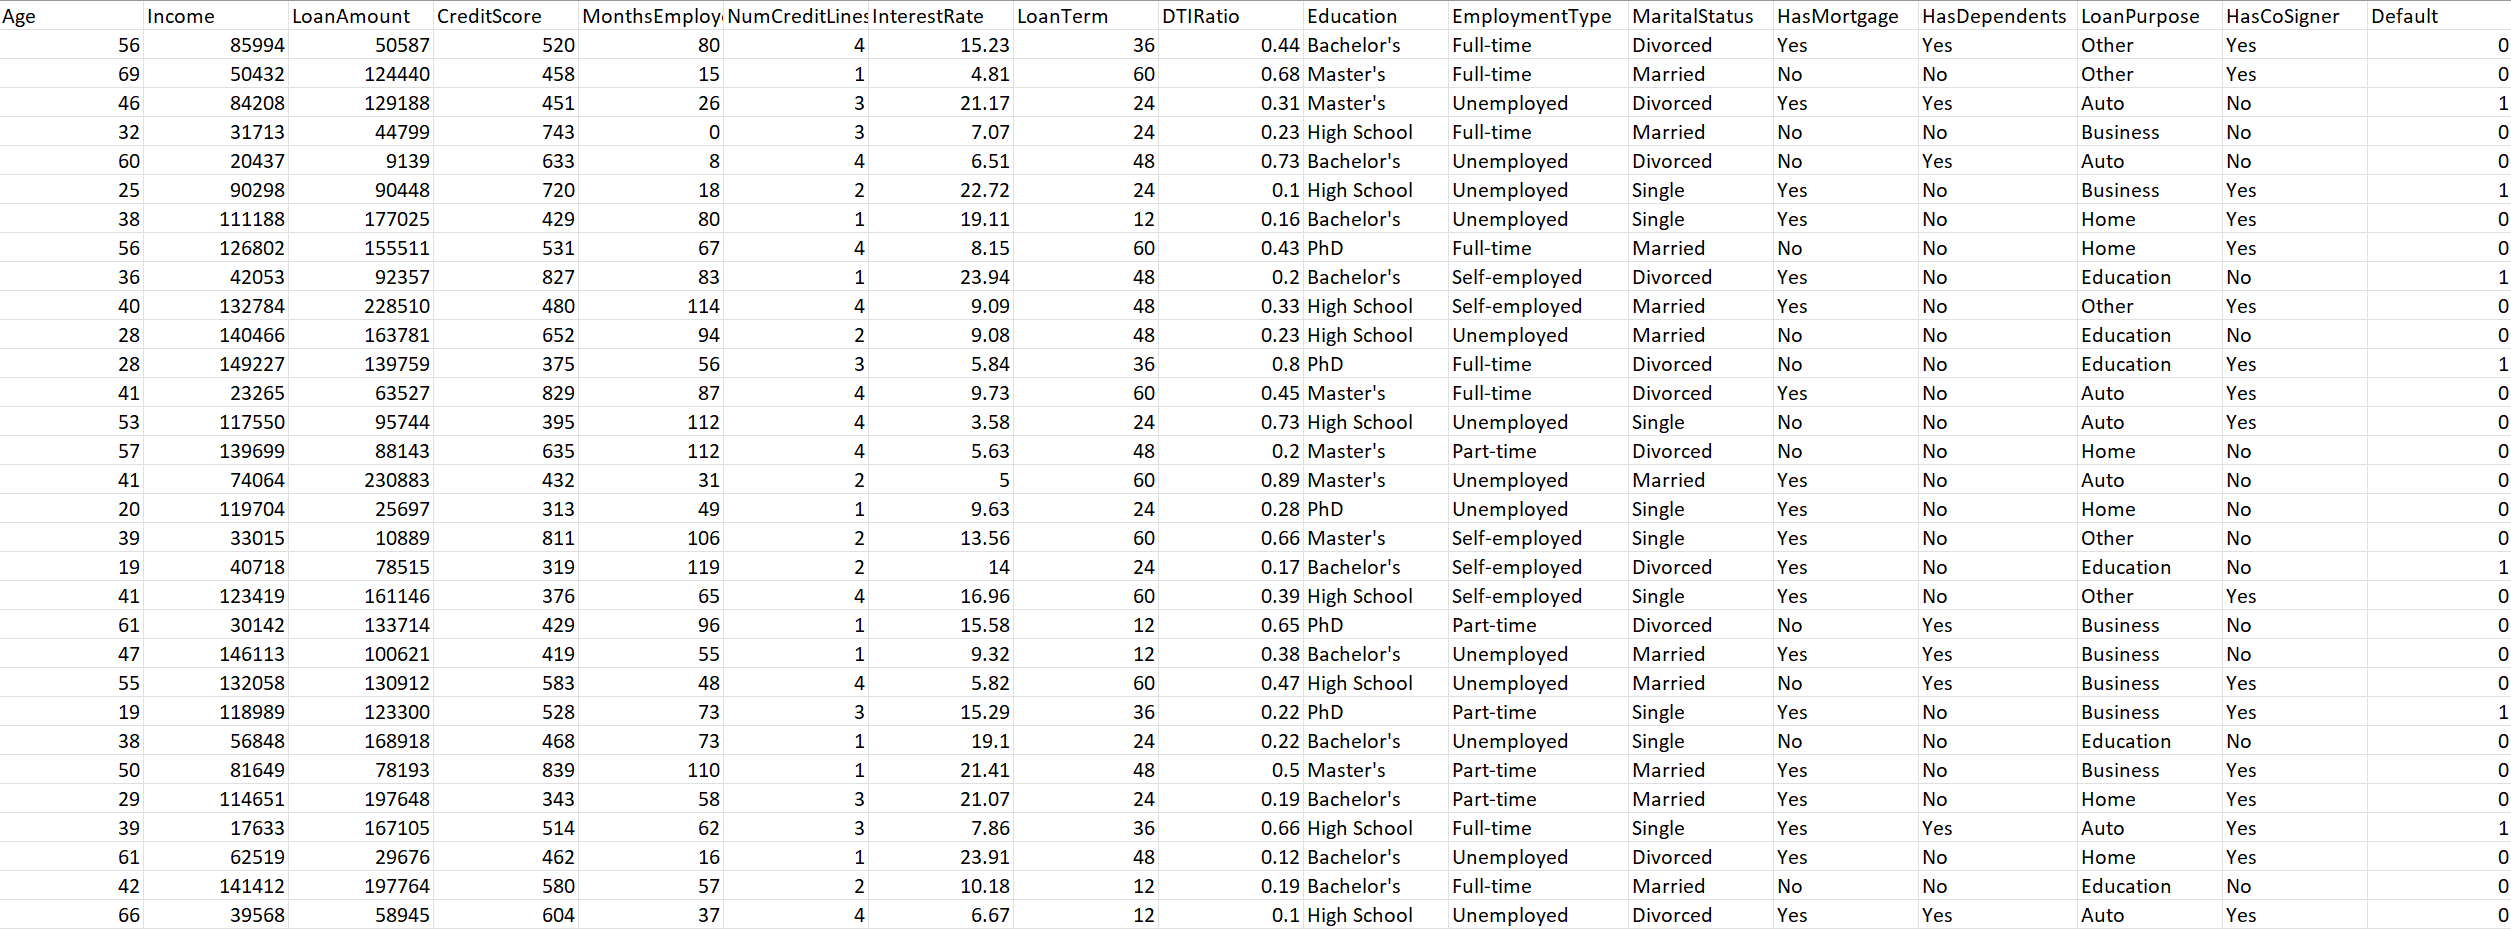 Age Income LoanAmount CreditScore MonthsEmploy NumCreditLines InterestRate LoanTerm DTIRatio Education EmploymentType MaritalStatus HasMortgage HasDependents LoanPurpose HasCoSigner Default
56 85994 50587 520 80 4 15.23 36 0.44 Bachelor's Full-time Divorced Yes Yes Other Yes 0
69 50432 124440 458 15 1 4.81 60 0.68 Master's Full-time Married No No Other Yes 0
46 84208 129188 451 26 3 21.17 24 0.31 Master's Unemployed Divorced Yes Yes Auto No 1
32 31713 44799 743 0 3 7.07 24 0.23 High School Full-time Married No No Business No 0
60 20437 9139 633 8 4 6.51 48 0.73 Bachelor's Unemployed Divorced No Yes Auto No 0
25 90298 90448 720 18 2 22.72 24 0.1 High School Unemployed Single Yes No Business Yes 1
38 111188 177025 429 80 1 19.11 12 0.16 Bachelor's Unemployed Single Yes No Home Yes 0
56 126802 155511 531 67 4 8.15 60 0.43 PhD Full-time Married No No Home Yes 0
36 42053 92357 827 83 1 23.94 48 0.2 Bachelor's Self-employed Divorced Yes No Education No 1
40 132784 228510 480 114 4 9.09 48 0.33 High School Self-employed Married Yes No Other Yes 0
28 140466 163781 652 94 2 9.08 48 0.23 High School Unemployed Married No No Education No 0
28 149227 139759 375 56 3 5.84 36 0.8 PhD Full-time Divorced No No Education Yes 1
41 23265 63527 829 87 4 9.73 60 0.45 Master's Full-time Divorced Yes No Auto Yes 0
53 117550 95744 395 112 4 3.58 24 0.73 High School Unemployed Single No No Auto Yes 0
57 139699 88143 635 112 4 5.63 48 0.2 Master's Part-time Divorced No No Home No 0
41 74064 230883 432 31 2 5 60 0.89 Master's Unemployed Married Yes No Auto No 0
20 119704 25697 313 49 1 9.63 24 0.28 PhD Unemployed Single Yes No Home No 0
39 33015 10889 811 106 2 13.56 60 0.66 Master's Self-employed Single Yes No Other No 0
19 40718 78515 319 119 2 14 24 0.17 Bachelor's Self-employed Divorced Yes No Education No 1
41 123419 161146 376 65 4 16.96 60 0.39 High School Self-employed Single Yes No Other Yes 0
61 30142 133714 429 96 1 15.58 12 0.65 PhD Part-time Divorced No Yes Business No 0
47 146113 100621 419 55 1 9.32 12 0.38 Bachelor's Unemployed Married Yes Yes Business No 0
55 132058 130912 583 48 4 5.82 60 0.47 High School Unemployed Married No Yes Business Yes 0
19 118989 123300 528 73 3 15.29 36 0.22 PhD Part-time Single Yes No Business Yes 1
38 56848 168918 468 73 1 19.1 24 0.22 Bachelor's Unemployed Single No No Education No 0
50 81649 78193 839 110 1 21.41 48 0.5 Master's Part-time Married Yes No Business Yes 0
29 114651 197648 343 58 3 21.07 24 0.19 Bachelor's Part-time Married Yes No Home Yes 0
39 17633 167105 514 62 3 7.86 36 0.66 High School Full-time Single Yes Yes Auto Yes 1
61 62519 29676 462 16 1 23.91 48 0.12 Bachelor's Unemployed Divorced Yes No Home Yes 0
42 141412 197764 580 57 2 10.18 12 0.19 Bachelor's Full-time Married No No Education No 0
66 39568 58945 604 37 4 6.67 12 0.1 High School Unemployed Divorced Yes Yes Auto Yes 0